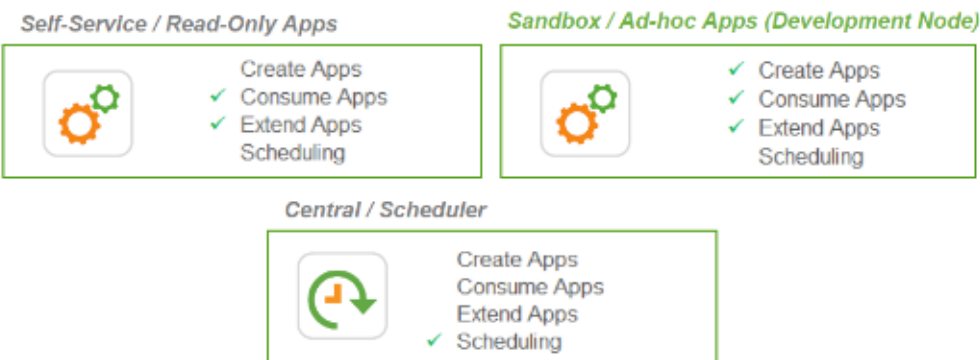 Self-Service / Read-Only Apps
Create Apps
✓ Consume Apps
✓ Extend Apps
Scheduling
Sandbox / Ad-hoc Apps (Development Node)
✓ Create Apps
✓ Consume Apps
✓ Extend Apps
Scheduling
Central / Scheduler
Create Apps
Consume Apps
Extend Apps
✓ Scheduling